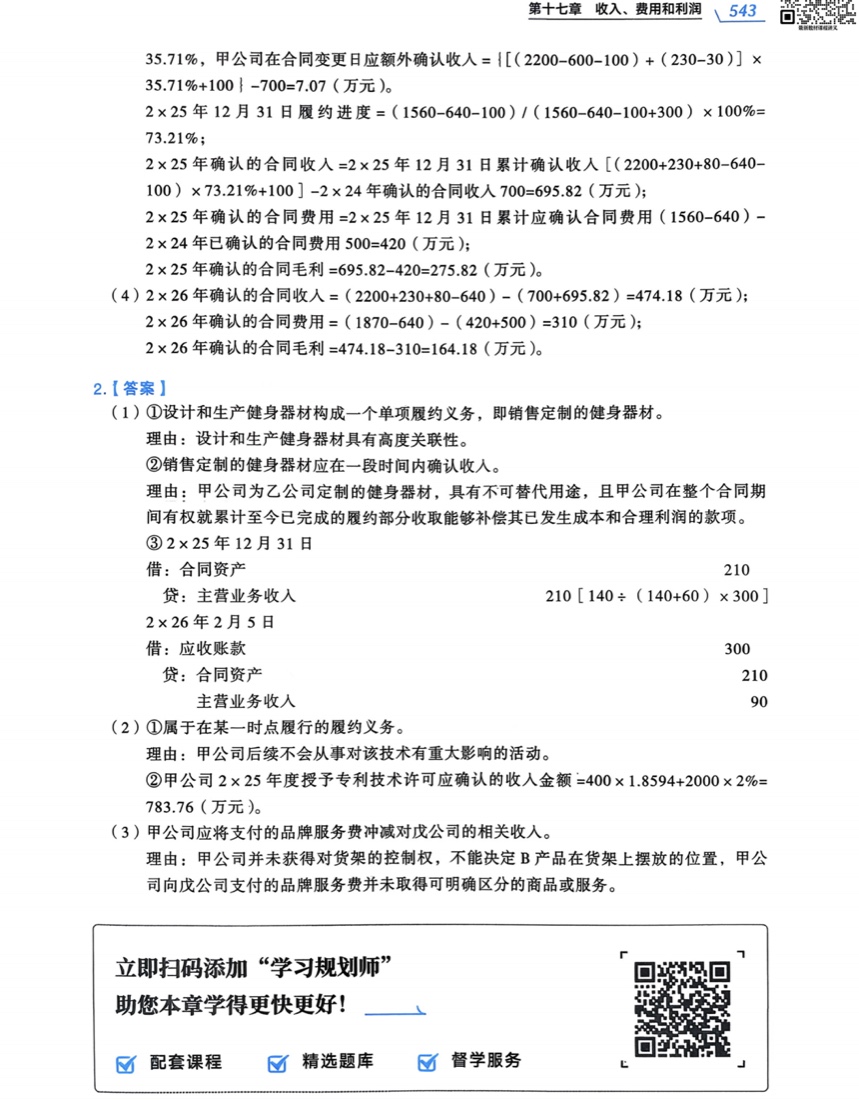 第十七章 收入、费用和利润 543
35.71%，甲公司在合同变更日应额外确认收入=｛[（2200-600-100）+（230-30）] ×
35.71%+100｝-700=7.07（万元）。
2×25 年 12 月 31 日履约进度=（1560-640-100）/（1560-640-100+300）×100%=
73.21%；
2×25 年确认的合同收入 =2×25 年 12 月 31 日累计确认收入 [（2200+230+80-640-
100）×73.21%+100 ] -2×24 年确认的合同收入 700=695.82（万元）；
2×25 年确认的合同费用 =2×25 年 12 月 31 日累计应确认合同费用（1560-640）-
2×24 年已确认的合同费用 500=420（万元）；
2×25 年确认的合同毛利 =695.82-420=275.82（万元）。
（4）2×26 年确认的合同收入 =（2200+230+80-640）-（700+695.82）=474.18（万元）；
2×26 年确认的合同费用 =（1870-640）-（420+500）=310（万元）；
2×26 年确认的合同毛利 =474.18-310=164.18（万元）。
2.【答案】
（1）①设计和生产健身器材构成一个单项履约义务，即销售定制的健身器材。
理由：设计和生产健身器材具有高度关联性。
②销售定制的健身器材应在一段时间内确认收入。
理由：甲公司为乙公司定制的健身器材，具有不可替代用途，且甲公司在整个合同期
间有权就累计至今已完成的履约部分收取能够补偿其已发生成本和合理利润的款项。
③ 2×25 年 12 月 31 日
借：合同资产 210
贷：主营业务收入 210 [ 140÷（140+60）×300 ]
2×26 年 2 月 5 日
借：应收账款 300
贷：合同资产 210
主营业务收入 90
（2）①属于在某一时点履行的履约义务。
理由：甲公司后续不会从事对该技术有重大影响的活动。
②甲公司 2×25 年度授予专利技术许可应确认的收入金额 =400×1.8594+2000×2%=
783.76（万元）。
（3）甲公司应将支付的品牌服务费冲减对戊公司的相关收入。
理由：甲公司并未获得对货架的控制权，不能决定 B 产品在货架上摆放的位置，甲公
司向戊公司支付的品牌服务费并未取得可明确区分的商品或服务。
立即扫码添加“学习规划师”
助您本章学得更快更好！
配套课程 精选题库 督学服务